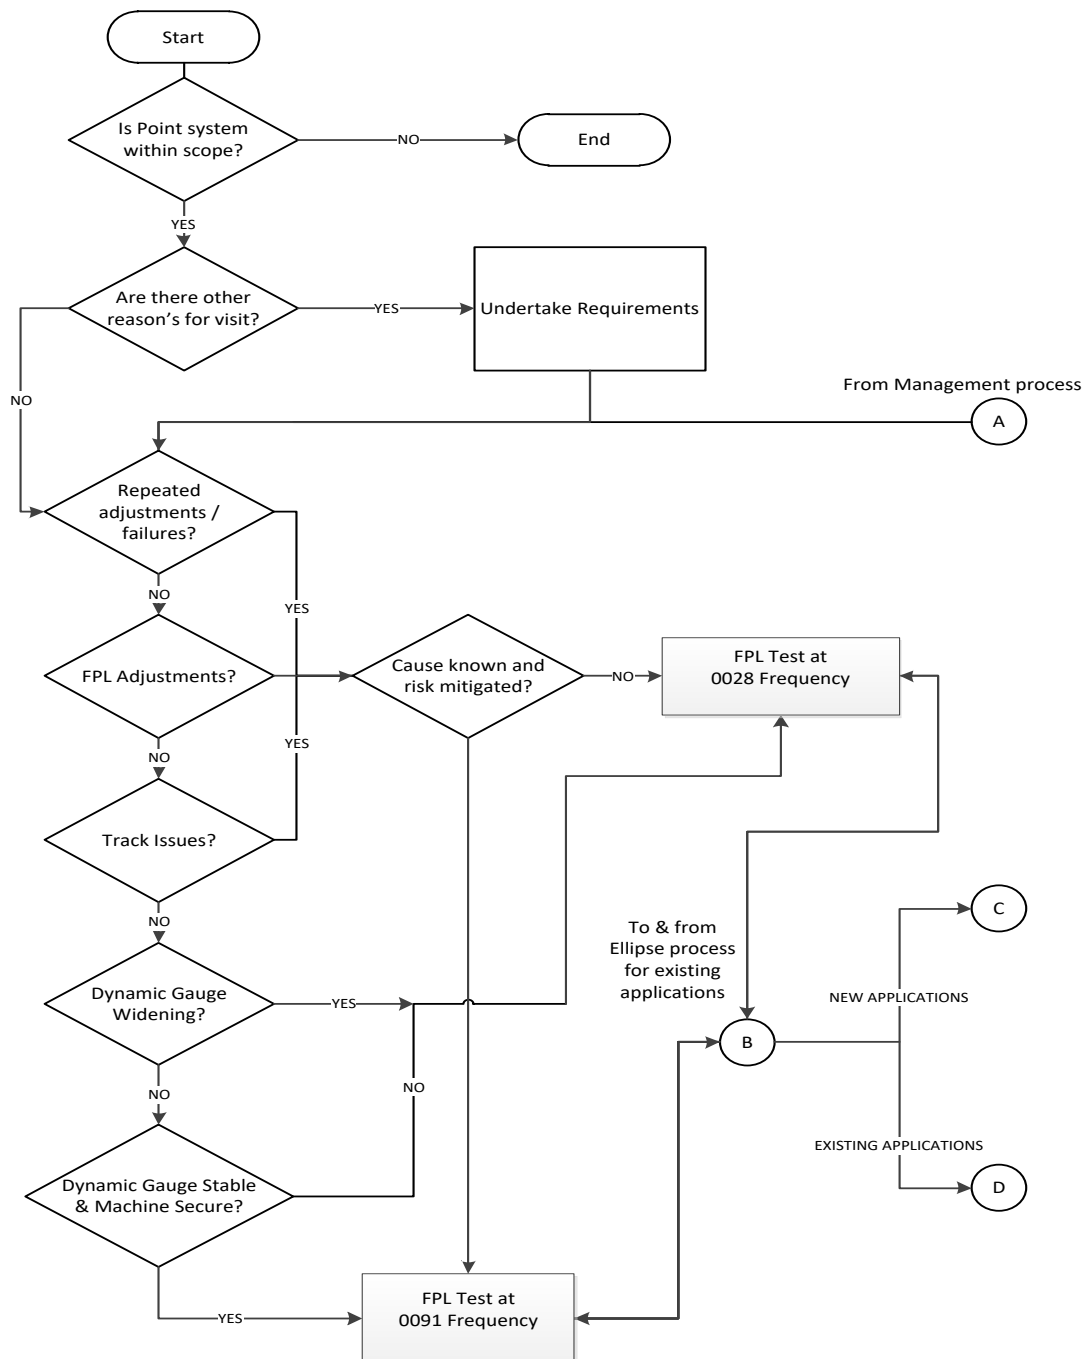 Start
Is Point system
within scope?
NO
End
YES
Are there other
reason's for visit?
YES
Undertake Requirements
NO
From Management process
A
Repeated
adjustments /
failures?
NO
YES
FPL Adjustments?
Cause known and
risk mitigated?
NO
FPL Test at
0028 Frequency
NO
YES
Track Issues?
NO
To & from
Ellipse process
for existing
applications
C
Dynamic Gauge
Widening?
YES
NEW APPLICATIONS
B
NO
NO
EXISTING APPLICATIONS
Dynamic Gauge Stable
& Machine Secure?
D
YES
FPL Test at
0091 Frequency